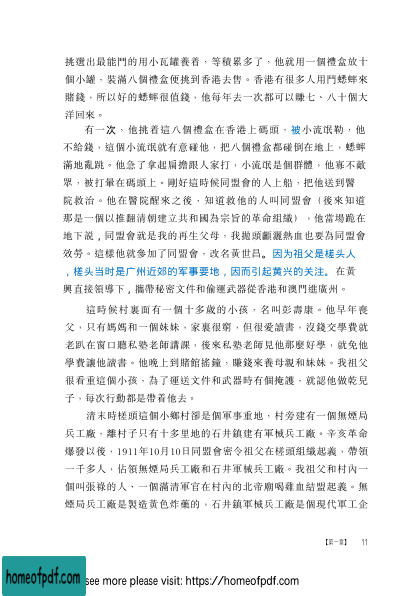 挑選出最能鬥的用小瓦罐養着，等積累多了，他就用一個禮盒放十
個小罐，裝滿八個禮盒便挑到香港去售。香港有很多人用鬥蟋蟀來
賭錢，所以好的蟋蟀很值錢，他每年去一次都可以賺七、八十個大
洋回來。
有一次，他挑着這八個禮盒在香港上碼頭，被小流氓勒，他
不給錢，這個小流氓就有意碰他，把八個禮盒都碰倒在地上，蟋蟀
滿地亂跳。他急了拿起扁擔跟人家打，小流氓是個群體，他寡不敵
眾，被打暈在碼頭上。剛好這時候同盟會的人上船，把他送到醫
院救治。他在醫院醒來之後，知道救他的人叫同盟會（後來知道
那是一個以推翻清朝建立共和國為宗旨的革命組織），他當場跪在
地下說，同盟會就是我的再生父母，我拋頭顱灑熱血也要為同盟會
效勞。這樣他就參加了同盟會，改名黃世昌。因为祖父是槎头人
，槎头当时是广州近郊的军事要地，因而引起黄兴的关注。在黃
興直接領導下，攜帶秘密文件和偷運武器從香港和澳門進廣州。
這時候村裏面有一個十多歲的小孩，名叫彭壽康。他早年喪
父，只有媽媽和一個妹妹，家裏很窮，但很愛讀書，沒錢交學費就
老趴在窗口聽私塾老師講課，後來私塾老師見他那麼好學，就免他
學費讓他讀書。他晚上到賭館搖鐘，賺錢來養母親和妹妹。我祖父
很看重這個小孩，為了運送文件和武器時有個掩護，就認他做乾兒
子，每次行動都是帶着他去。
清末時槎頭這個小鄉村卻是個軍事重地，村旁建有一個無煙局
兵工廠，離村子只有十多里地的石井鎮建有軍械兵工廠。辛亥革命
爆發以後，1911年10月10日同盟會密令祖父在槎頭組織起義，帶領
一千多人，佔領無煙局兵工廠和石井軍械兵工廠。我祖父和村內一
個叫張祿的人、一個滿清軍官在村內的北帝廟喝雞血結盟起義。無
煙局兵工廠是製造黃色炸藥的，石井鎮軍械兵工廠是個現代軍工企
【第一章】 11
homeofpdf.com
see more please visit: https://homeofpdf.com